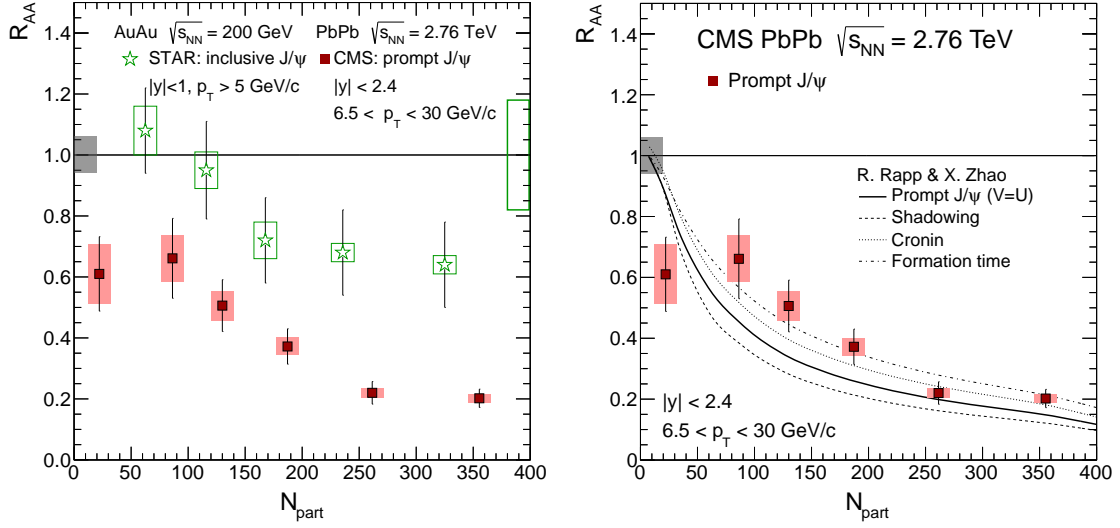 R_AA
1.4
1.2
1.0
0.8
0.6
0.4
0.2
0
AuAu √s_NN = 200 GeV PbPb √s_NN = 2.76 TeV
STAR: inclusive J/ψ CMS: prompt J/ψ
|y|<1, p_T > 5 GeV/c |y| < 2.4
6.5 < p_T < 30 GeV/c
0 50 100 150 200 250 300 350 400
N_part
R_AA
1.4
1.2
1.0
0.8
0.6
0.4
0.2
0
CMS PbPb √s_NN = 2.76 TeV
Prompt J/ψ
R. Rapp & X. Zhao
Prompt J/ψ (V=U)
Shadowing
Cronin
Formation time
|y| < 2.4
6.5 < p_T < 30 GeV/c
0 50 100 150 200 250 300 350 400
N_part